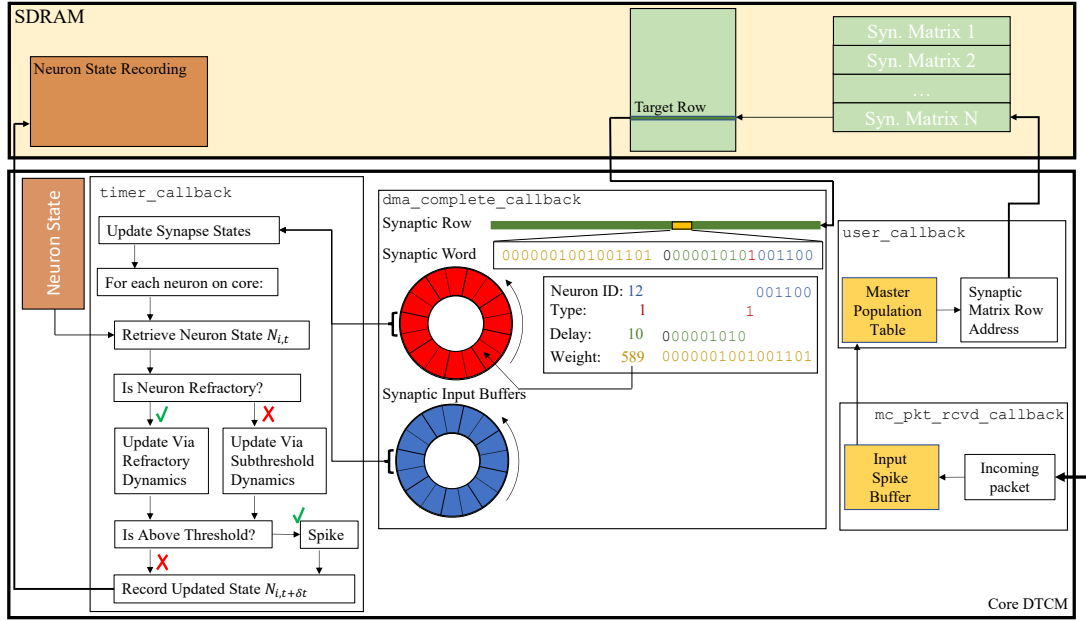 SDRAM
Neuron State Recording
Target Row
Syn. Matrix 1
Syn. Matrix 2
...
Syn. Matrix N
Neuron State
timer_callback
Update Synapse States
For each neuron on core:
Retrieve Neuron State N_{i,t}
Is Neuron Refractory?
✓
✗
Update Via
Refractory
Dynamics
Update Via
Subthreshold
Dynamics
Is Above Threshold?
✓
Spike
✗
Record Updated State N_{i,t+δt}
dma_complete_callback
Synaptic Row
Synaptic Word
0000001001001101 0000010101001100
Neuron ID: 12 001100
Type: 1 1
Delay: 10 000001010
Weight: 589 0000001001001101
Synaptic Input Buffers
user_callback
Master
Population
Table
Synaptic
Matrix Row
Address
mc_pkt_rcvd_callback
Input
Spike
Buffer
Incoming
packet
Core DTCM